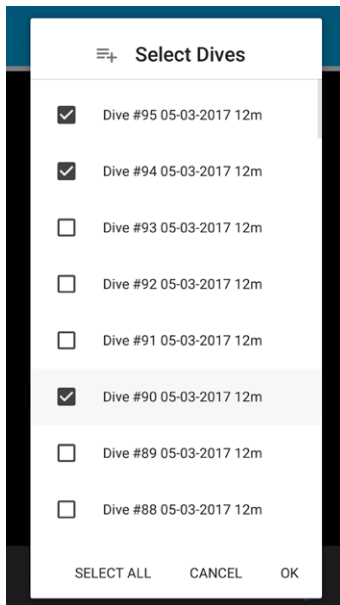 Select Dives
Dive #95 05-03-2017 12m
Dive #94 05-03-2017 12m
Dive #93 05-03-2017 12m
Dive #92 05-03-2017 12m
Dive #91 05-03-2017 12m
Dive #90 05-03-2017 12m
Dive #89 05-03-2017 12m
Dive #88 05-03-2017 12m
SELECT ALL CANCEL OK